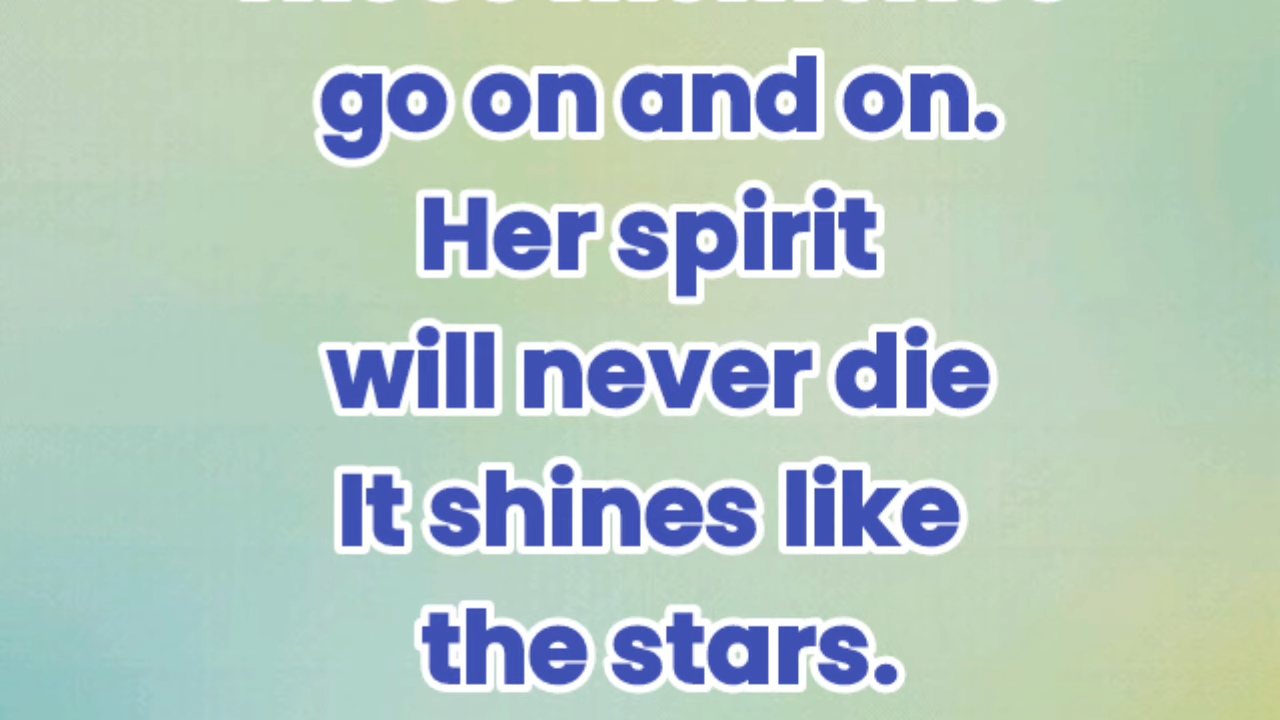 go on and on.
Her spirit
will never die
It shines like
the stars.